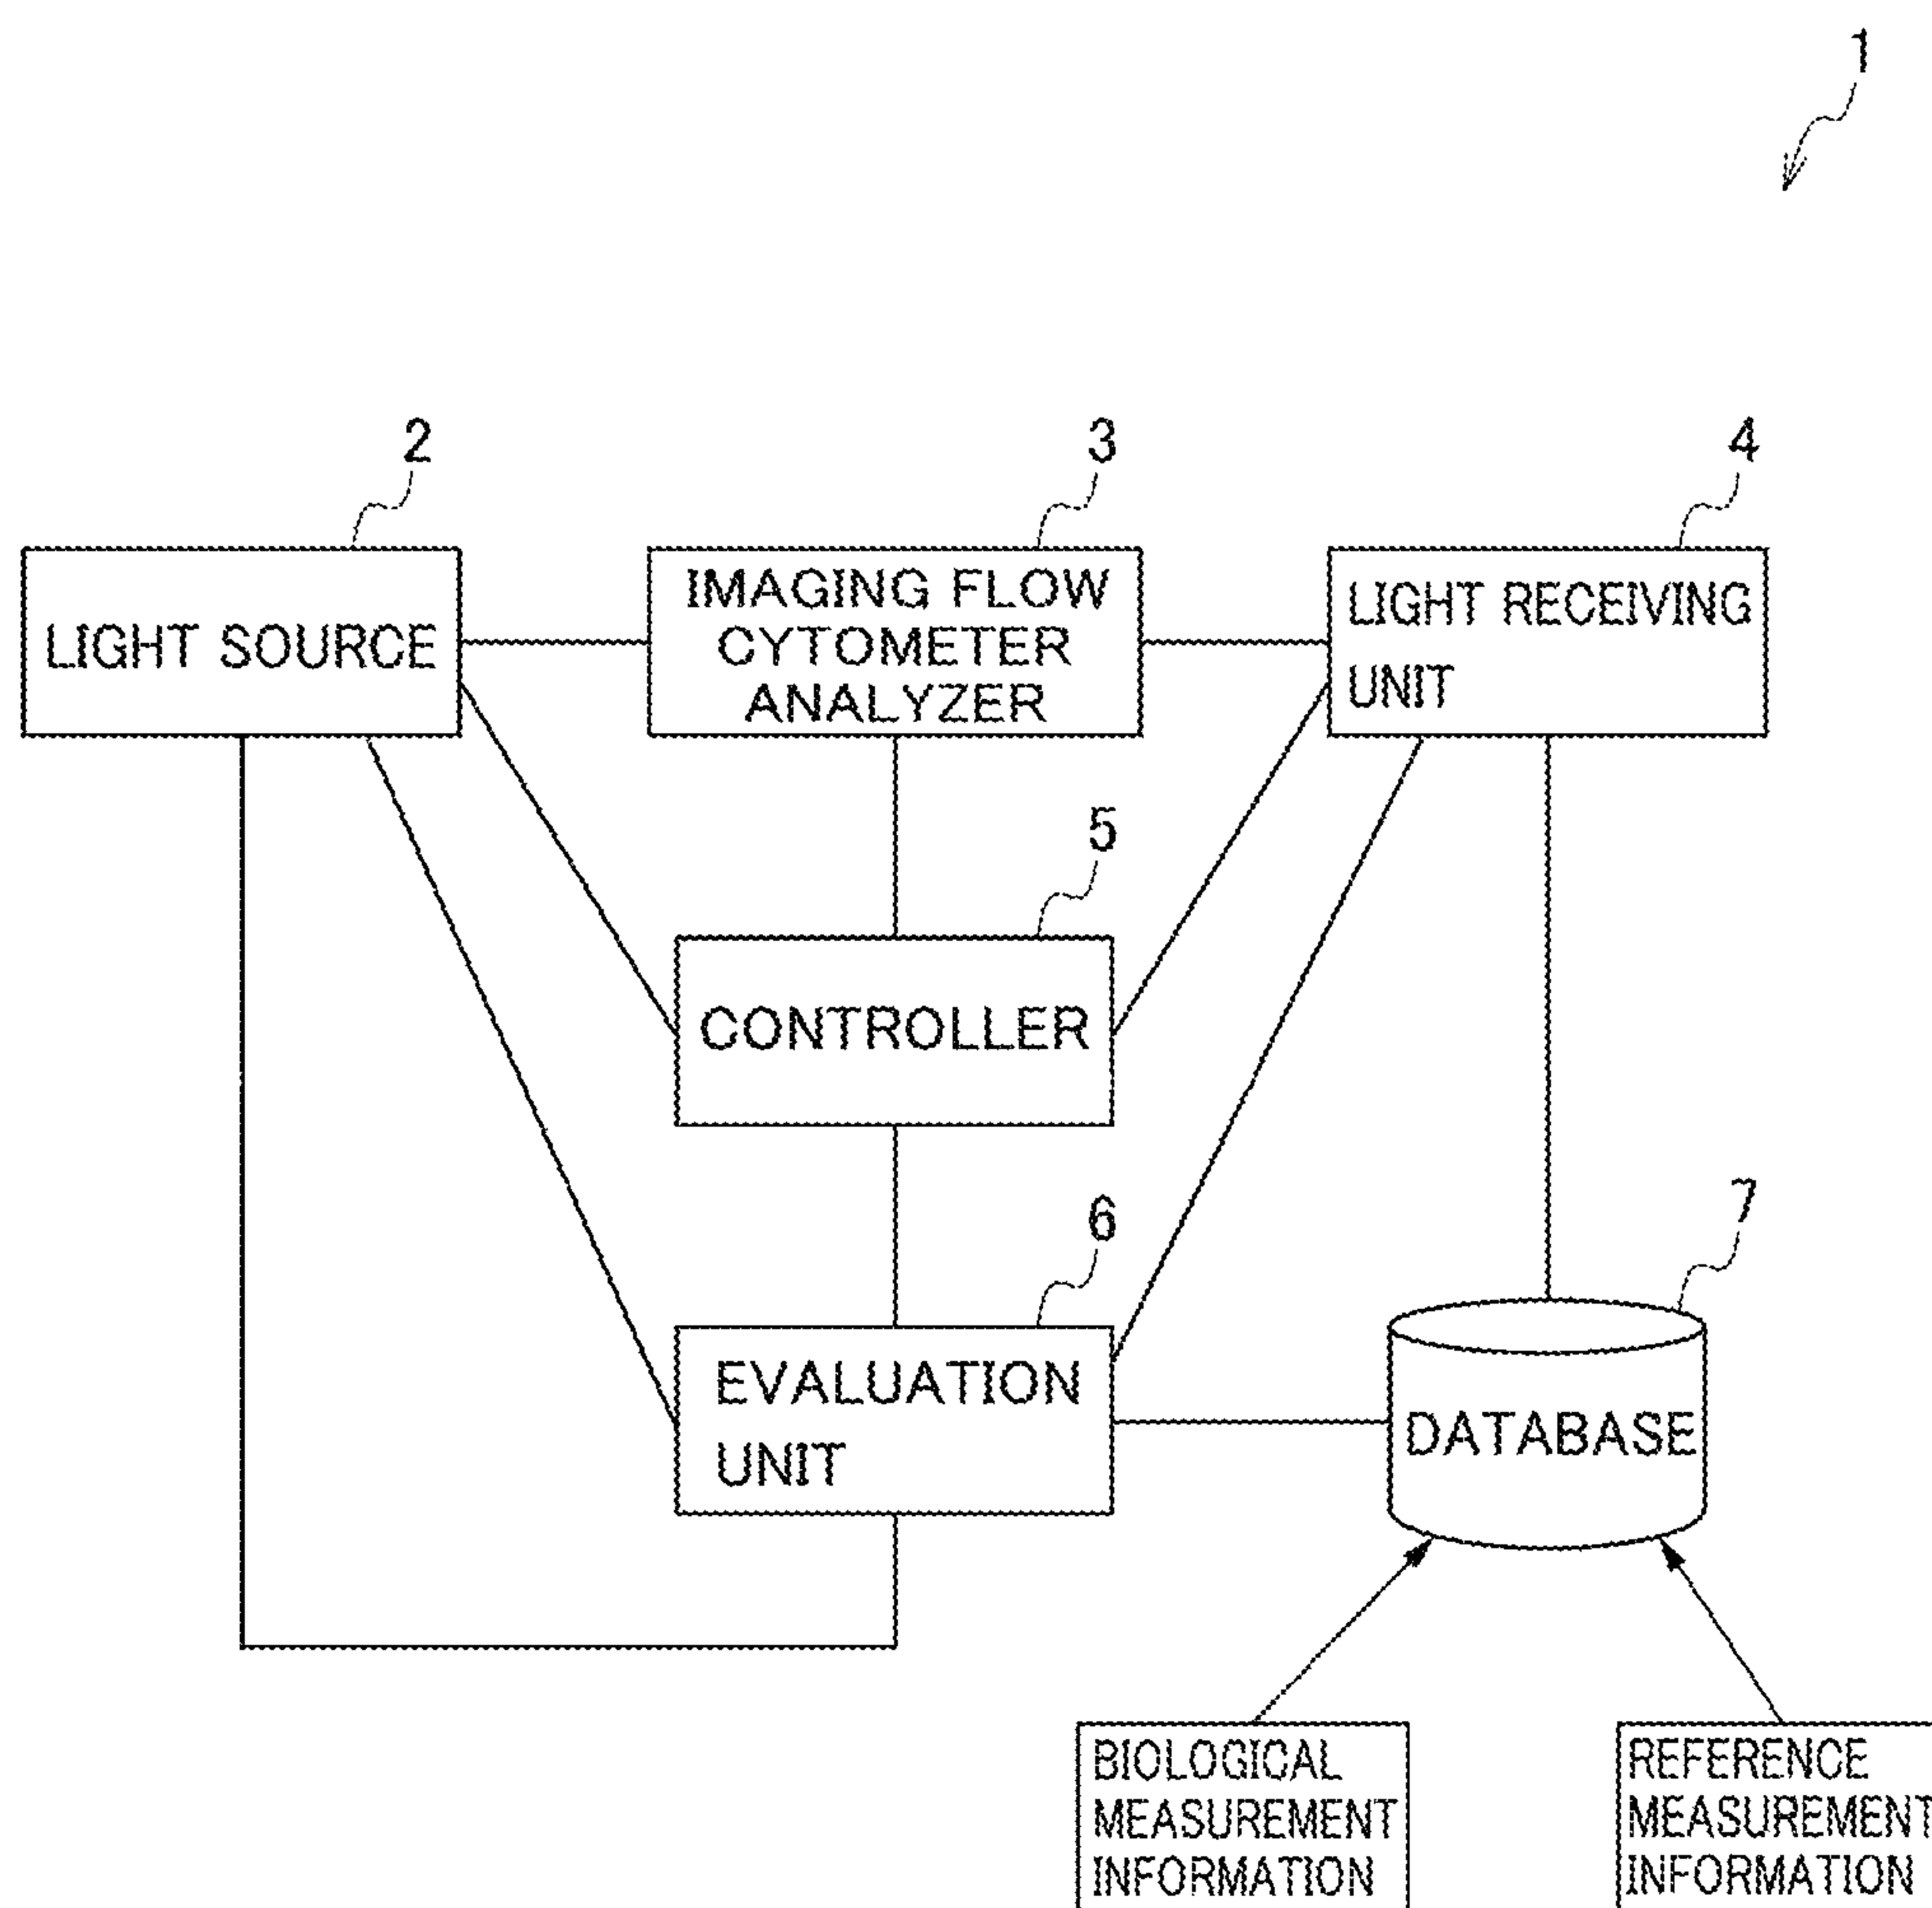 1
2
3
4
LIGHT SOURCE
IMAGING FLOW
CYTOMETER
ANALYZER
LIGHT RECEIVING
UNIT
5
CONTROLLER
6
7
EVALUATION
UNIT
DATABASE
BIOLOGICAL
MEASUREMENT
INFORMATION
REFERENCE
MEASUREMENT
INFORMATION